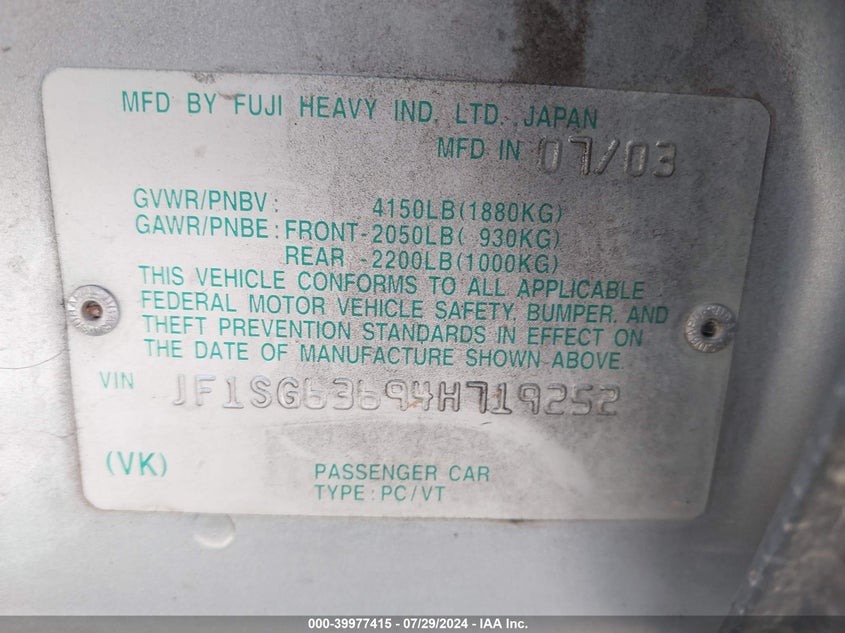 MFD BY FUJI HEAVY IND. LTD. JAPAN
MFD IN 07/03
GVWR/PNBV: 4150LB(1880KG)
GAWR/PNBE: FRONT-2050LB( 930KG)
REAR -2200LB(1000KG)
THIS VEHICLE CONFORMS TO ALL APPLICABLE
FEDERAL MOTOR VEHICLE SAFETY, BUMPER, AND
THEFT PREVENTION STANDARDS IN EFFECT ON
THE DATE OF MANUFACTURE SHOWN ABOVE.
VIN JF1SG63694H719252
(VK) PASSENGER CAR
TYPE: PC/VT
000-39977415 - 07/29/2024 - IAA Inc.